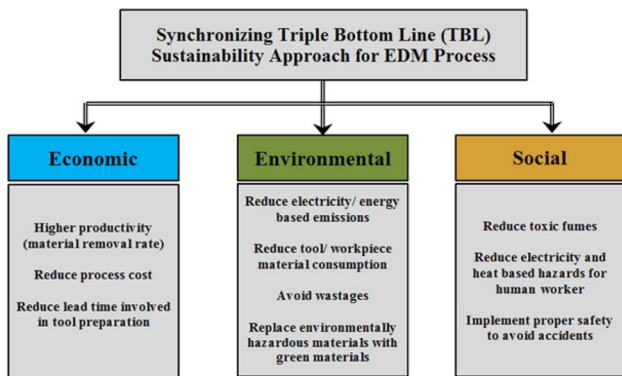 Synchronizing Triple Bottom Line (TBL)
Sustainability Approach for EDM Process
Economic
Higher productivity
(material removal rate)
Reduce process cost
Reduce lead time involved
in tool preparation
Environmental
Reduce electricity/ energy
based emissions
Reduce tool/ workpiece
material consumption
Avoid wastages
Replace environmentally
hazardous materials with
green materials
Social
Reduce toxic fumes
Reduce electricity and
heat based hazards for
human worker
Implement proper safety
to avoid accidents